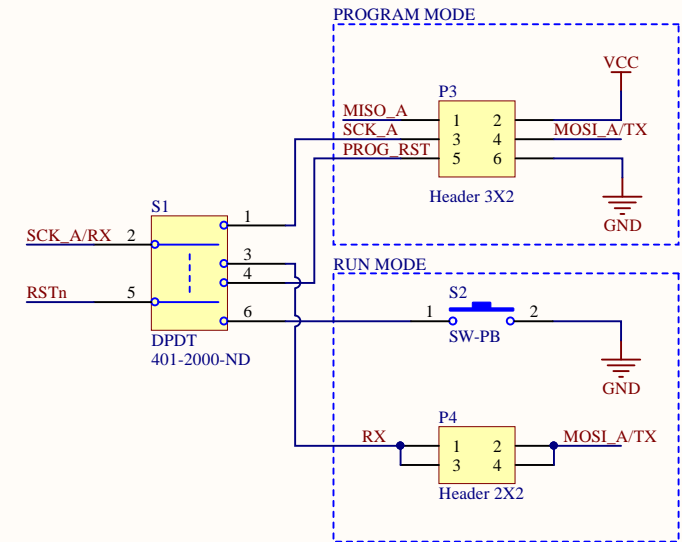 PROGRAM MODE
VCC
P3
MISO_A
1 2
MOSI_A/TX
SCK_A
3 4
PROG_RST
5 6
Header 3X2
GND
S1
1
SCK_A/RX 2
3
4
RSTn 5
6
DPDT
401-2000-ND
RUN MODE
S2
1 2
SW-PB
GND
P4
RX
1 2
MOSI_A/TX
3 4
Header 2X2